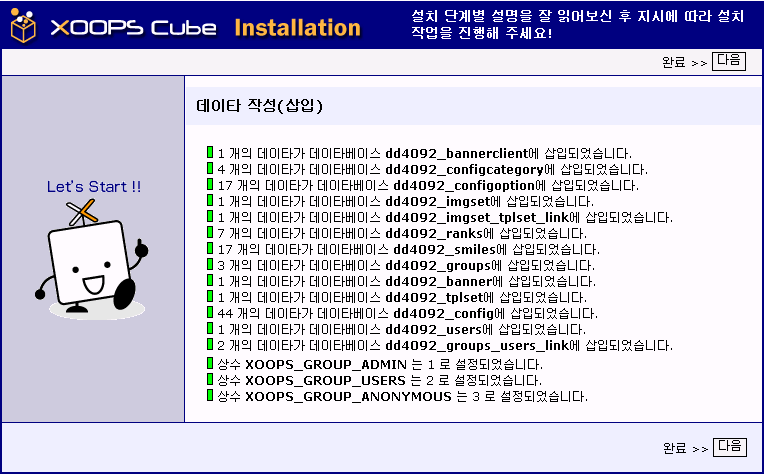 XOOPS Cube Installation
설치 단계별 설명을 잘 읽어보신 후 지시에 따라 설치
작업을 진행해 주세요!
완료 >> 다음
데이타 작성(삽입)
1 개의 데이타가 데이타베이스 dd4092_bannerclient에 삽입되었습니다.
4 개의 데이타가 데이타베이스 dd4092_configcategory에 삽입되었습니다.
17 개의 데이타가 데이타베이스 dd4092_configoption에 삽입되었습니다.
1 개의 데이타가 데이타베이스 dd4092_imgset에 삽입되었습니다.
1 개의 데이타가 데이타베이스 dd4092_imgset_tplset_link에 삽입되었습니다.
7 개의 데이타가 데이타베이스 dd4092_ranks에 삽입되었습니다.
17 개의 데이타가 데이타베이스 dd4092_smiles에 삽입되었습니다.
3 개의 데이타가 데이타베이스 dd4092_groups에 삽입되었습니다.
1 개의 데이타가 데이타베이스 dd4092_banner에 삽입되었습니다.
1 개의 데이타가 데이타베이스 dd4092_tplset에 삽입되었습니다.
44 개의 데이타가 데이타베이스 dd4092_config에 삽입되었습니다.
1 개의 데이타가 데이타베이스 dd4092_users에 삽입되었습니다.
2 개의 데이타가 데이타베이스 dd4092_groups_users_link에 삽입되었습니다.
상수 XOOPS_GROUP_ADMIN 는 1 로 설정되었습니다.
상수 XOOPS_GROUP_USERS 는 2 로 설정되었습니다.
상수 XOOPS_GROUP_ANONYMOUS 는 3 로 설정되었습니다.
Let's Start !!
완료 >> 다음